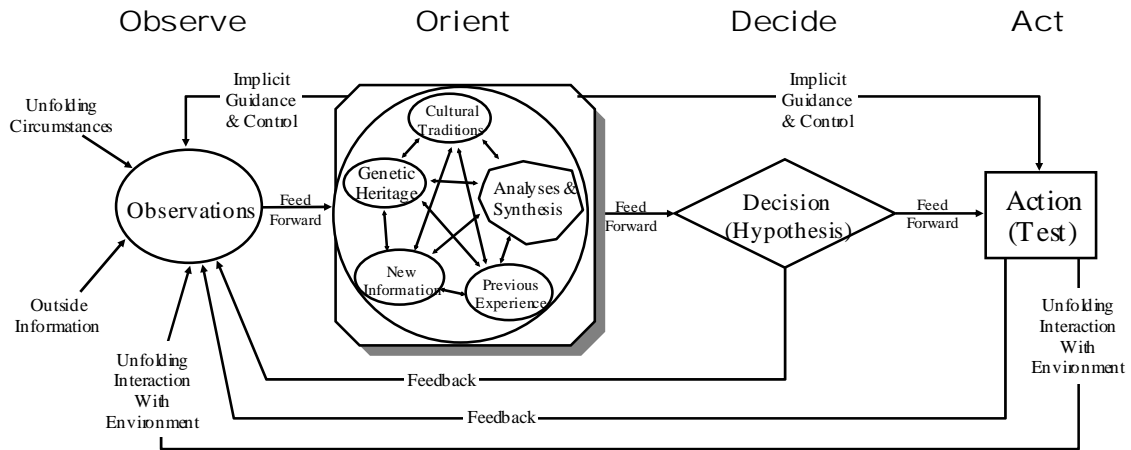 Observe
Orient
Decide
Act
Implicit
Guidance
& Control
Unfolding
Circumstances
Observations
Outside
Information
Feed
Forward
Cultural
Traditions
Genetic
Heritage
Analyses &
Synthesis
New
Information
Previous
Experience
Feed
Forward
Implicit
Guidance
& Control
Decision
(Hypothesis)
Feed
Forward
Action
(Test)
Unfolding
Interaction
With
Environment
Feedback
Feedback
Unfolding
Interaction
With
Environment